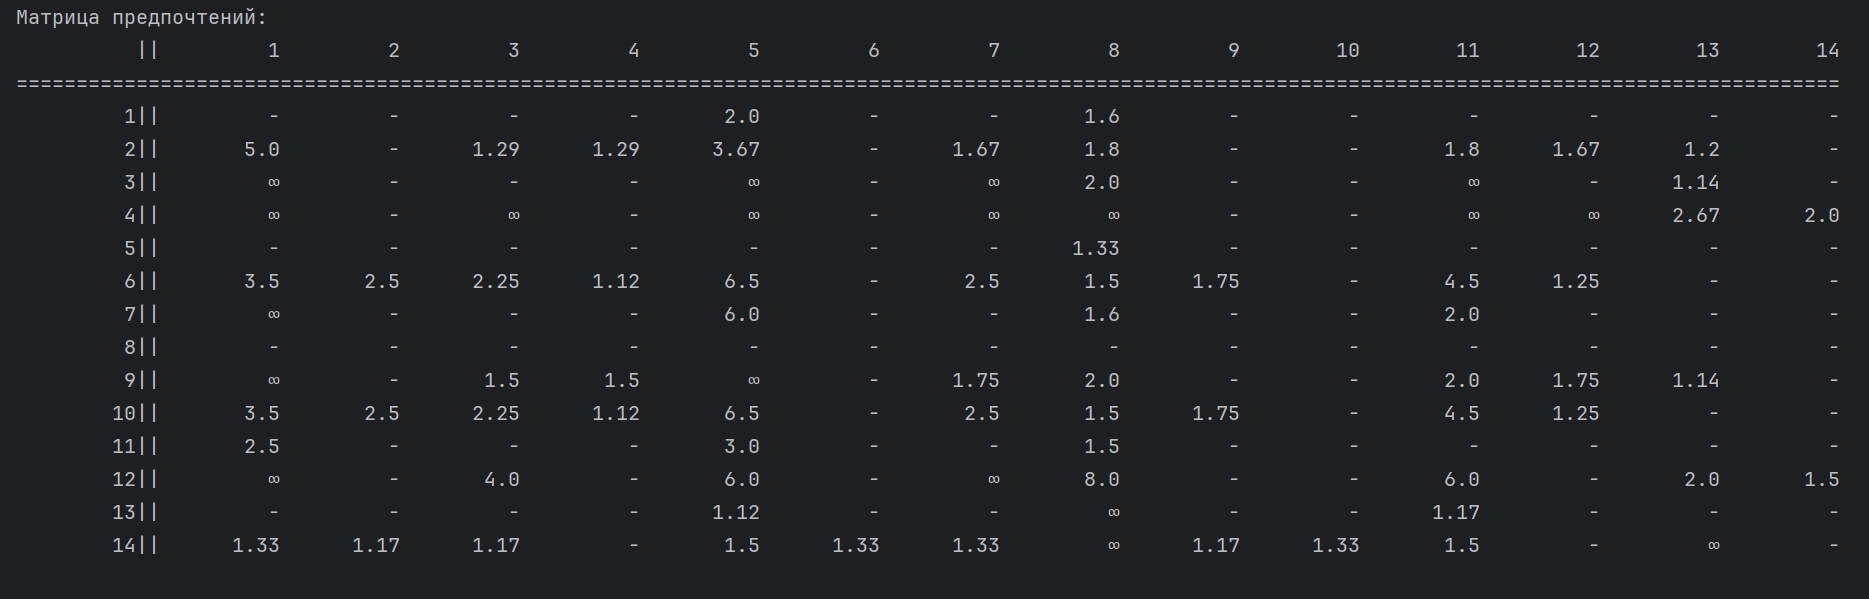 Матрица предпочтений:
|| 1 2 3 4 5 6 7 8 9 10 11 12 13 14
========================================================================================================================================================
1|| - - - - 2.0 - - 1.6 - - - - - -
2|| 5.0 - 1.29 1.29 3.67 - 1.67 1.8 - - 1.8 1.67 1.2 -
3|| ∞ - - - ∞ - ∞ 2.0 - - ∞ - 1.14 -
4|| ∞ - ∞ - ∞ - ∞ ∞ - - ∞ ∞ 2.67 2.0
5|| - - - - - - - 1.33 - - - - - -
6|| 3.5 2.5 2.25 1.12 6.5 - 2.5 1.5 1.75 - 4.5 1.25 - -
7|| ∞ - - - 6.0 - - 1.6 - - 2.0 - - -
8|| - - - - - - - - - - - - - -
9|| ∞ - 1.5 1.5 ∞ - 1.75 2.0 - - 2.0 1.75 1.14 -
10|| 3.5 2.5 2.25 1.12 6.5 - 2.5 1.5 1.75 - 4.5 1.25 - -
11|| 2.5 - - - 3.0 - - 1.5 - - - - - -
12|| ∞ - 4.0 - 6.0 - ∞ 8.0 - - 6.0 - 2.0 1.5
13|| - - - - 1.12 - - ∞ - - 1.17 - - -
14|| 1.33 1.17 1.17 - 1.5 1.33 1.33 ∞ 1.17 1.33 1.5 - ∞ -